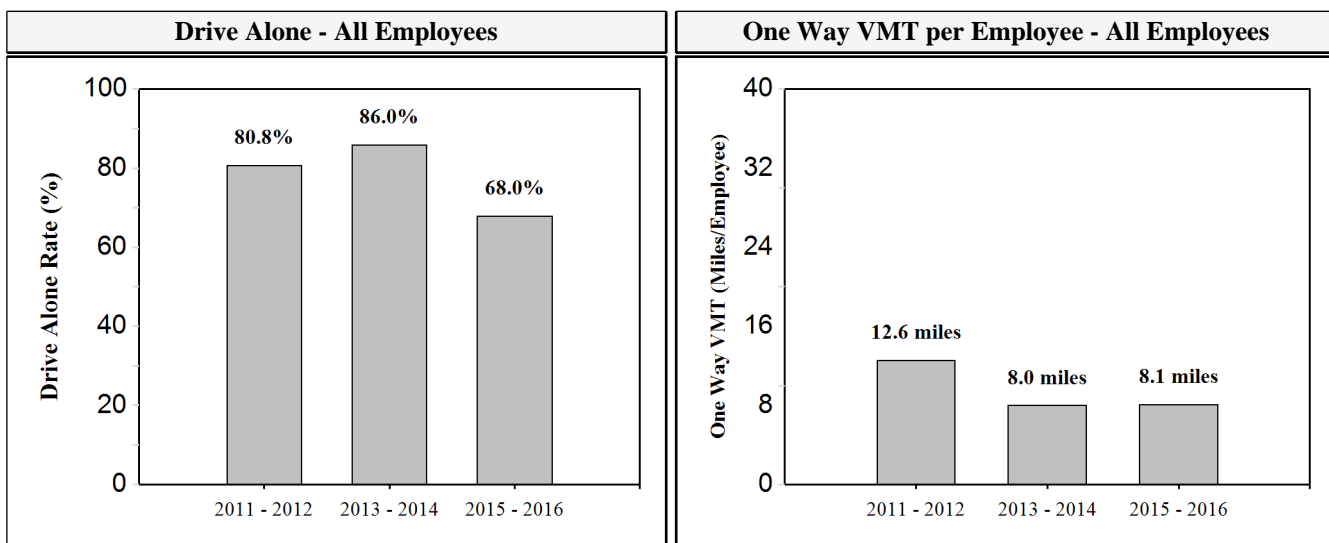 Drive Alone - All Employees
Drive Alone Rate (%)
100
80
60
40
20
0
80.8%
86.0%
68.0%
2011 - 2012
2013 - 2014
2015 - 2016
One Way VMT per Employee - All Employees
One Way VMT (Miles/Employee)
40
32
24
16
8
0
12.6 miles
8.0 miles
8.1 miles
2011 - 2012
2013 - 2014
2015 - 2016